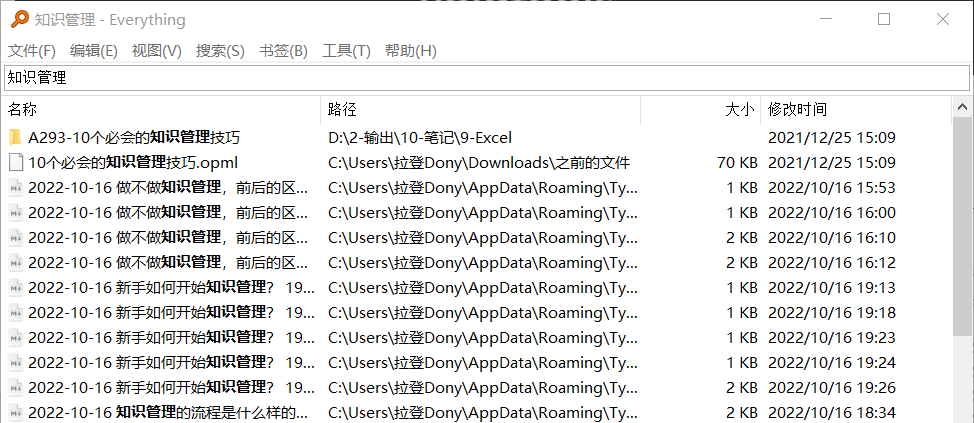 知识管理 - Everything
文件(F) 编辑(E) 视图(V) 搜索(S) 书签(B) 工具(T) 帮助(H)
知识管理
名称 路径 大小 修改时间
A293-10个必会的知识管理技巧 D:\2-输出\10-笔记\9-Excel 2021/12/25 15:09
10个必会的知识管理技巧.opml C:\Users\拉登Dony\Downloads\之前的文件 70 KB 2021/12/25 15:09
2022-10-16 做不做知识管理，前后的区... C:\Users\拉登Dony\AppData\Roaming\Ty... 1 KB 2022/10/16 15:53
2022-10-16 做不做知识管理，前后的区... C:\Users\拉登Dony\AppData\Roaming\Ty... 1 KB 2022/10/16 16:00
2022-10-16 做不做知识管理，前后的区... C:\Users\拉登Dony\AppData\Roaming\Ty... 2 KB 2022/10/16 16:10
2022-10-16 做不做知识管理，前后的区... C:\Users\拉登Dony\AppData\Roaming\Ty... 2 KB 2022/10/16 16:12
2022-10-16 新手如何开始知识管理？ 19... C:\Users\拉登Dony\AppData\Roaming\Ty... 1 KB 2022/10/16 19:13
2022-10-16 新手如何开始知识管理？ 19... C:\Users\拉登Dony\AppData\Roaming\Ty... 1 KB 2022/10/16 19:18
2022-10-16 新手如何开始知识管理？ 19... C:\Users\拉登Dony\AppData\Roaming\Ty... 1 KB 2022/10/16 19:23
2022-10-16 新手如何开始知识管理？ 19... C:\Users\拉登Dony\AppData\Roaming\Ty... 1 KB 2022/10/16 19:24
2022-10-16 新手如何开始知识管理？ 19... C:\Users\拉登Dony\AppData\Roaming\Ty... 2 KB 2022/10/16 19:26
2022-10-16 知识管理的流程是什么样的... C:\Users\拉登Dony\AppData\Roaming\Ty... 2 KB 2022/10/16 18:34